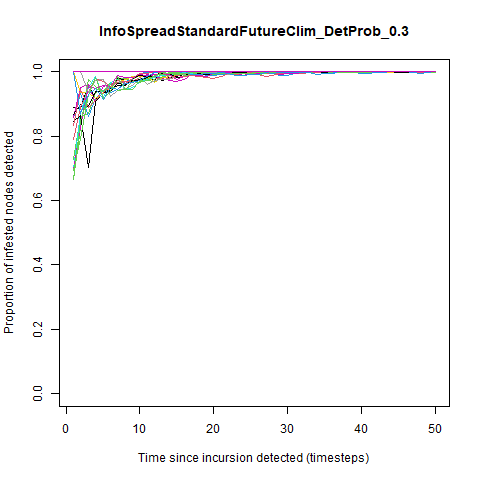 InfoSpreadStandardFutureClim_DetProb_0.3
Proportion of infested nodes detected
1.0
0.8
0.6
0.4
0.2
0.0
0 10 20 30 40 50
Time since incursion detected (timesteps)